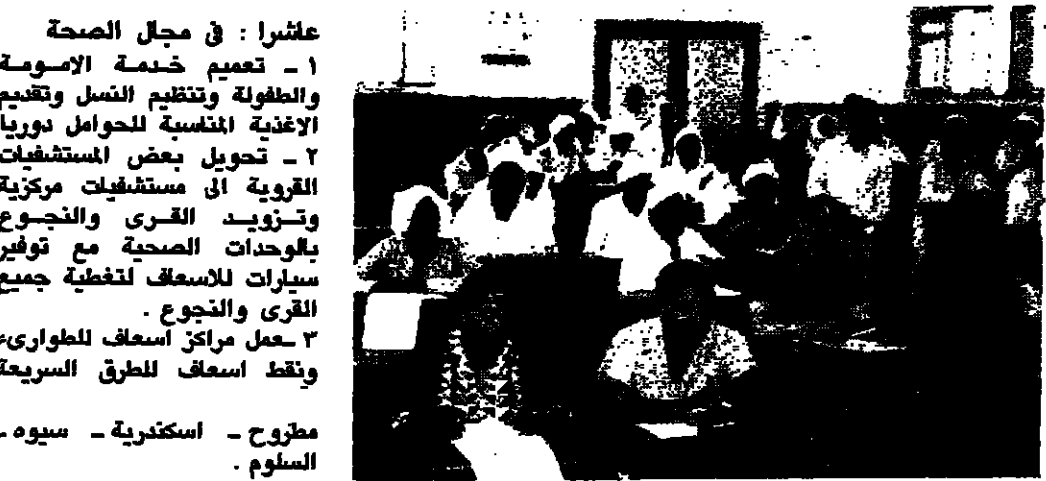 عاشرا : في مجال الصحة
١ - تعميم خدمة الامومة
والطفولة وتنظيم النسل وتقديم
الاغذية المناسبة للحوامل دوريا
٢ - تحويل بعض المستشفيات
القروية الى مستشفيات مركزية
وتزويد القرى والنجوع
بالوحدات الصحية مع توفير
سيارات للاسعاف لتغطية جميع
القرى والنجوع .
٣ - عمل مراكز اسعاف للطوارىء
ونقط اسعاف للطرق السريعة
مطروح - اسكندرية - سيوه -
السلوم .